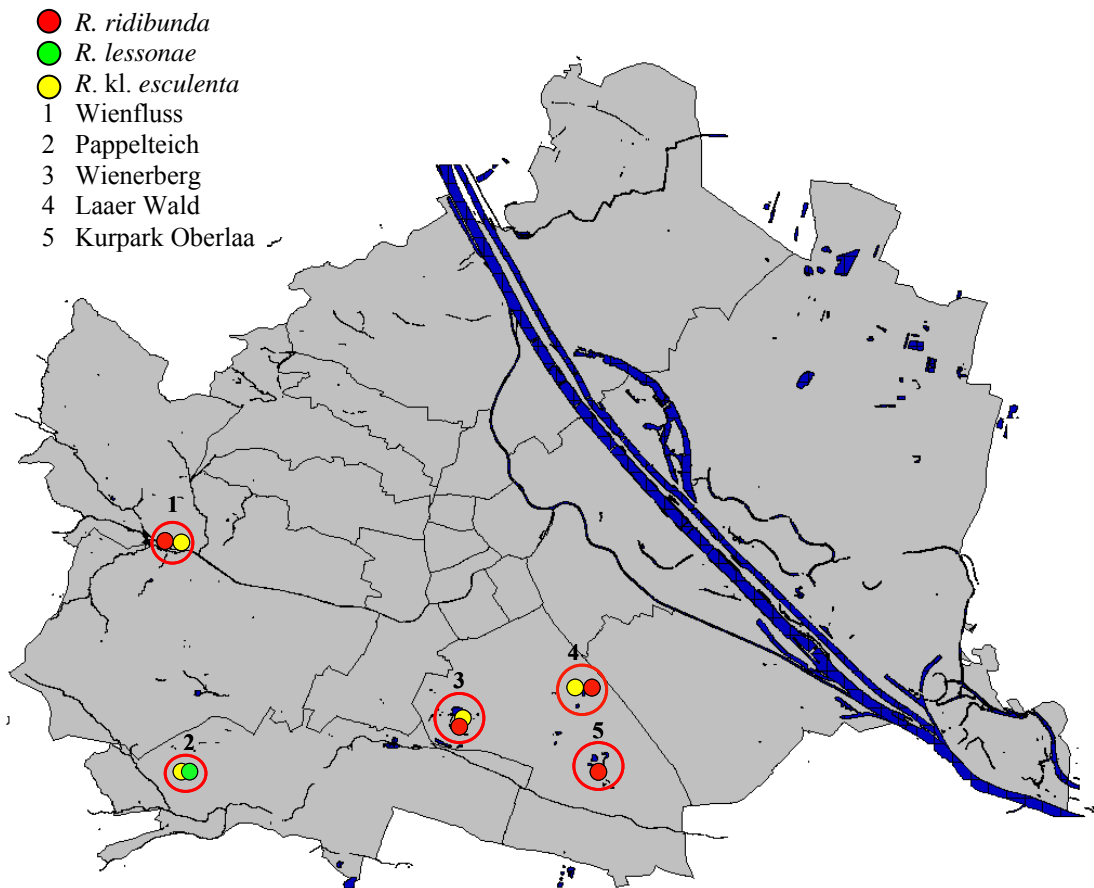 R. ridibunda
R. lessonae
R. kl. esculenta
1 Wienfluss
2 Pappelteich
3 Wienerberg
4 Laaer Wald
5 Kurpark Oberlaa
1
4
3
5
2